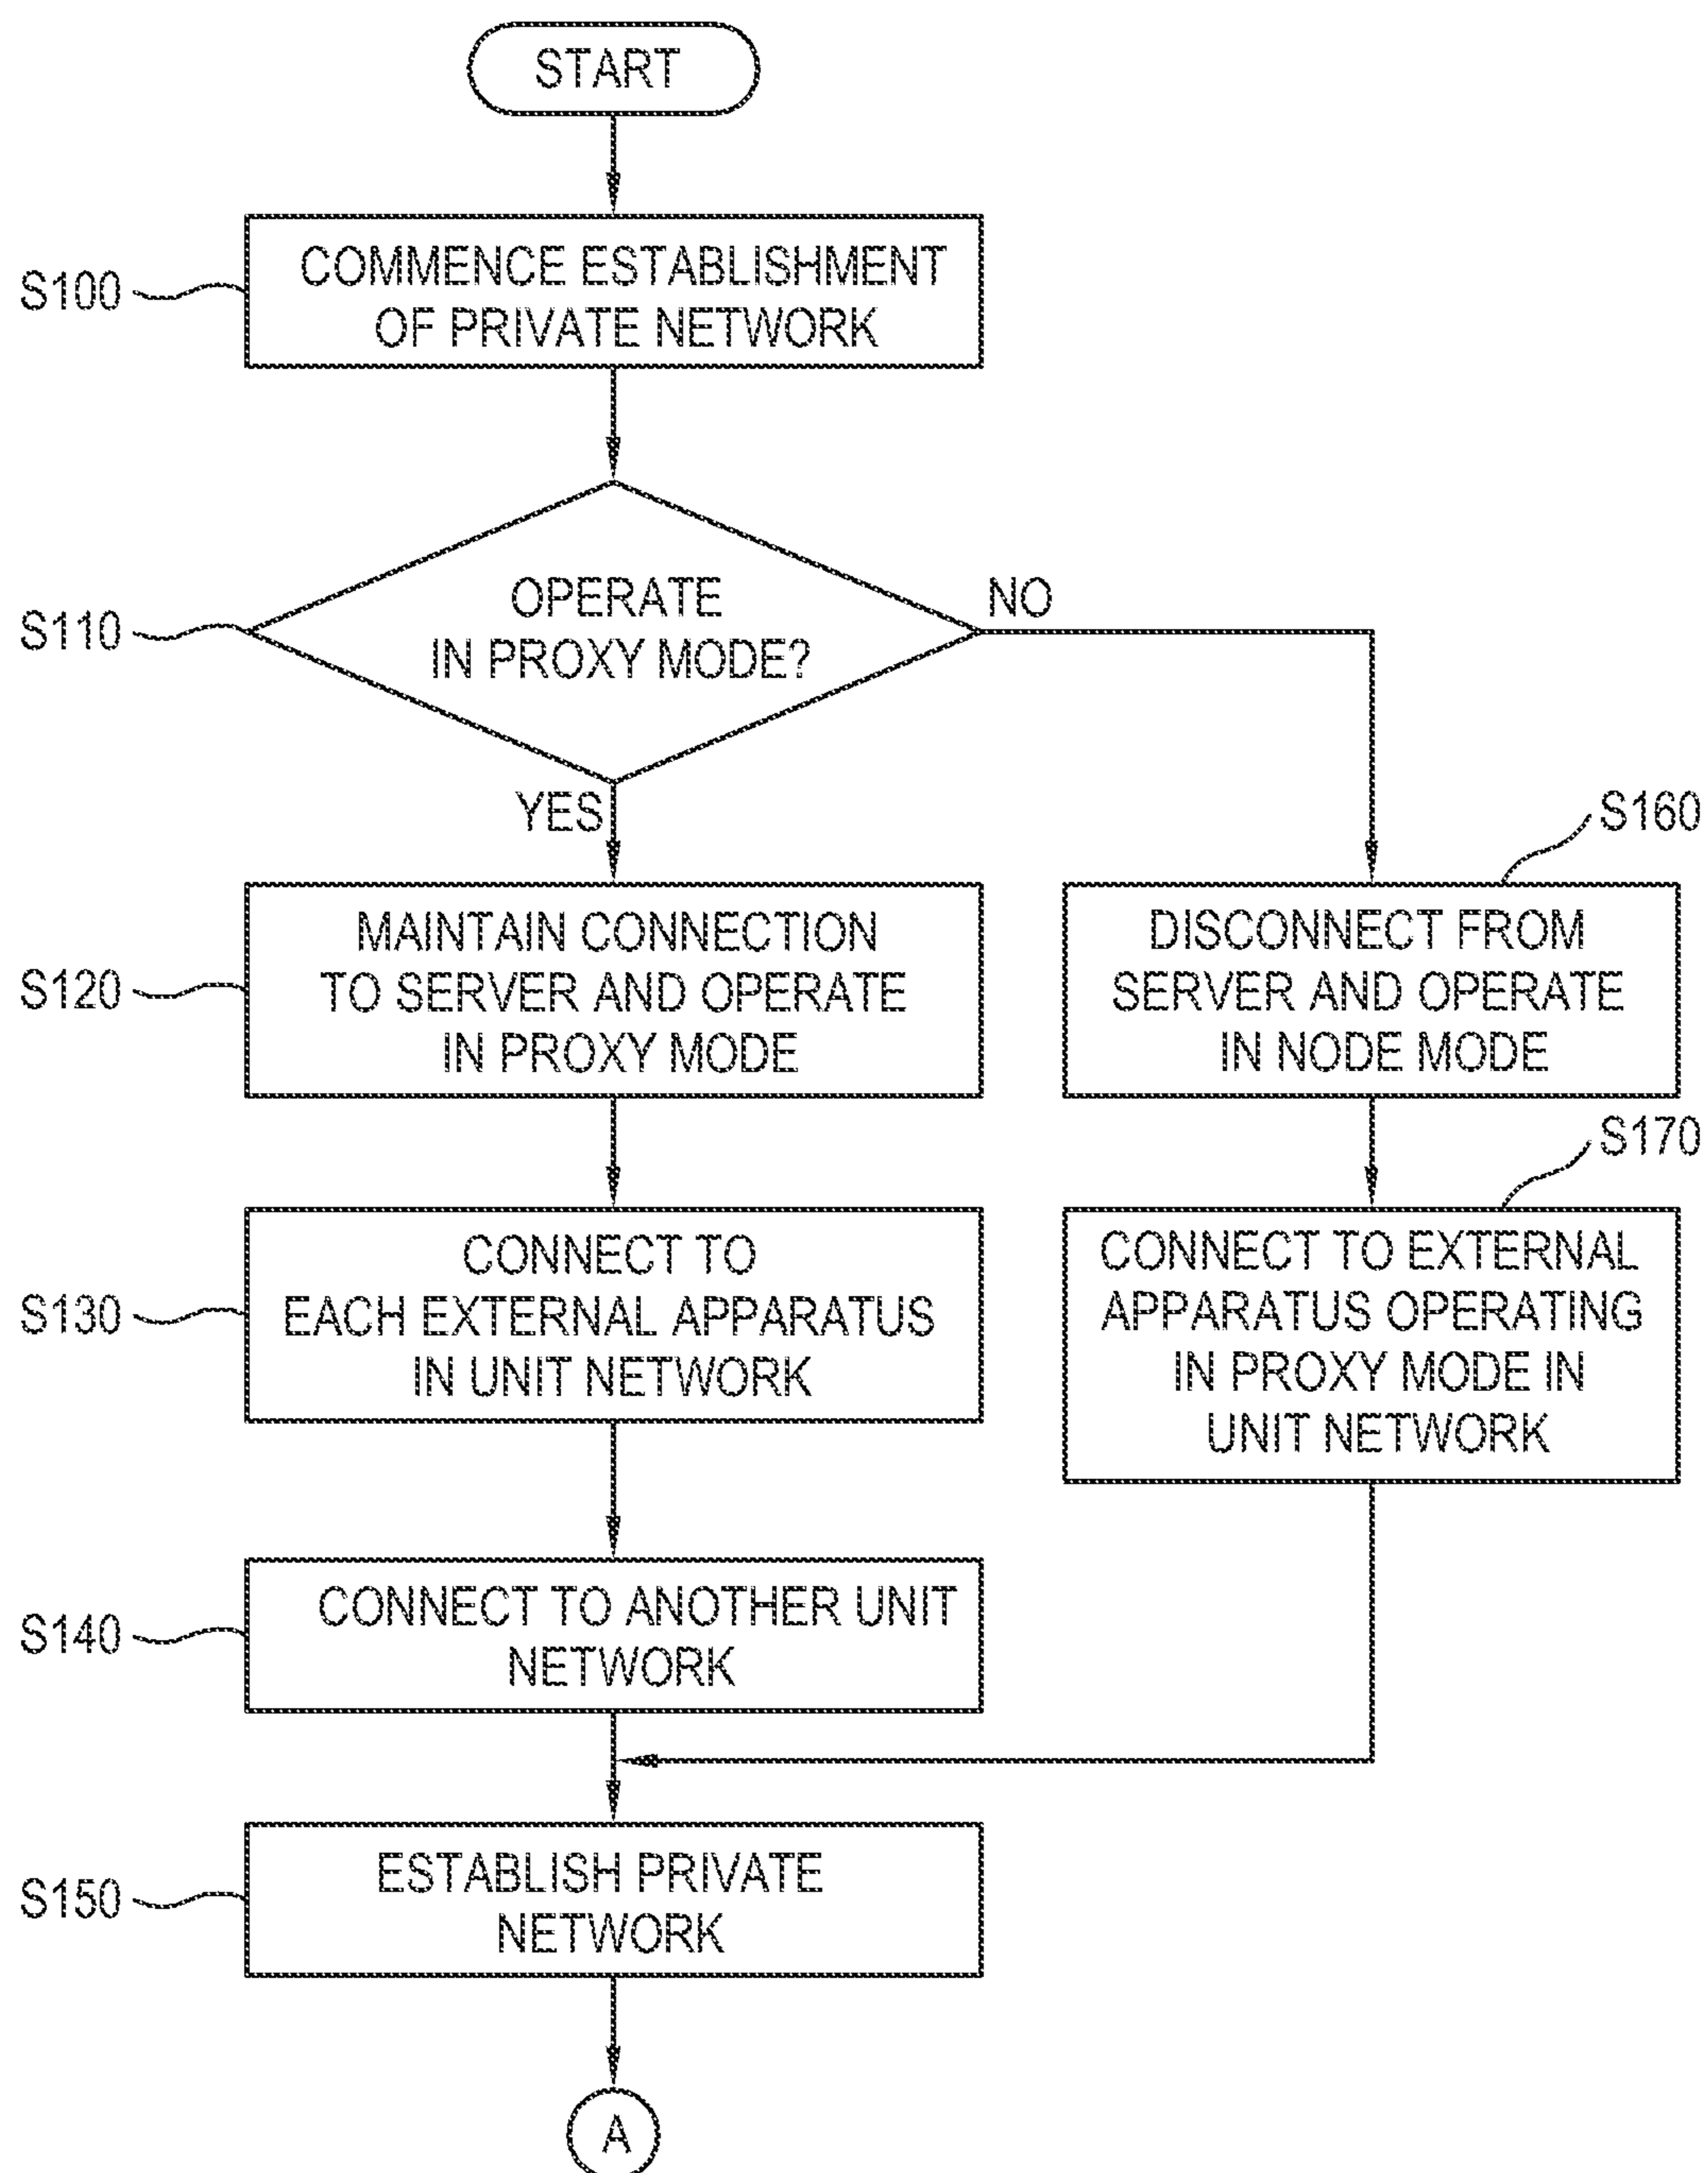 START
S100
COMMENCE ESTABLISHMENT
OF PRIVATE NETWORK
S110
OPERATE
IN PROXY MODE?
NO
YES
S120
MAINTAIN CONNECTION
TO SERVER AND OPERATE
IN PROXY MODE
S160
DISCONNECT FROM
SERVER AND OPERATE
IN NODE MODE
S130
CONNECT TO
EACH EXTERNAL APPARATUS
IN UNIT NETWORK
S170
CONNECT TO EXTERNAL
APPARATUS OPERATING
IN PROXY MODE IN
UNIT NETWORK
S140
CONNECT TO ANOTHER UNIT
NETWORK
S150
ESTABLISH PRIVATE
NETWORK
A